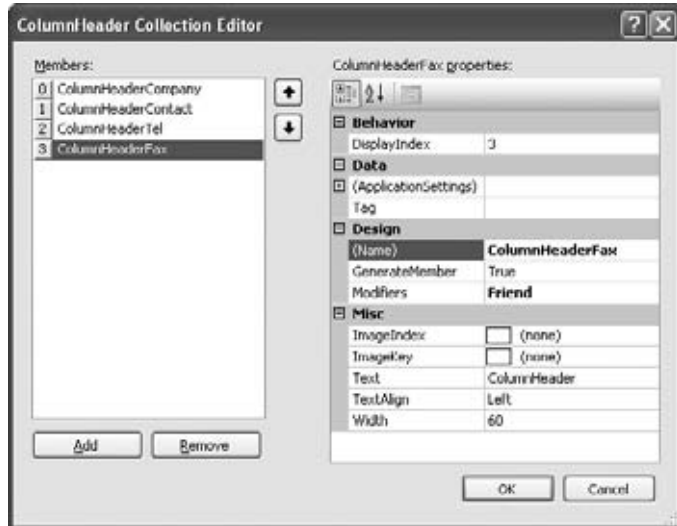 ColumnHeader Collection Editor
? X
Members:
0 ColumnHeaderCompany
1 ColumnHeaderContact
2 ColumnHeaderTel
3 ColumnHeaderFax
Add Remove
ColumnHeaderFax properties:
Behavior
DisplayIndex 3
Data
(ApplicationSettings)
Tag
Design
(Name) ColumnHeaderFax
GenerateMember True
Modifiers Friend
Misc
ImageIndex (none)
ImageKey (none)
Text ColumnHeader
TextAlign Left
Width 60
OK Cancel